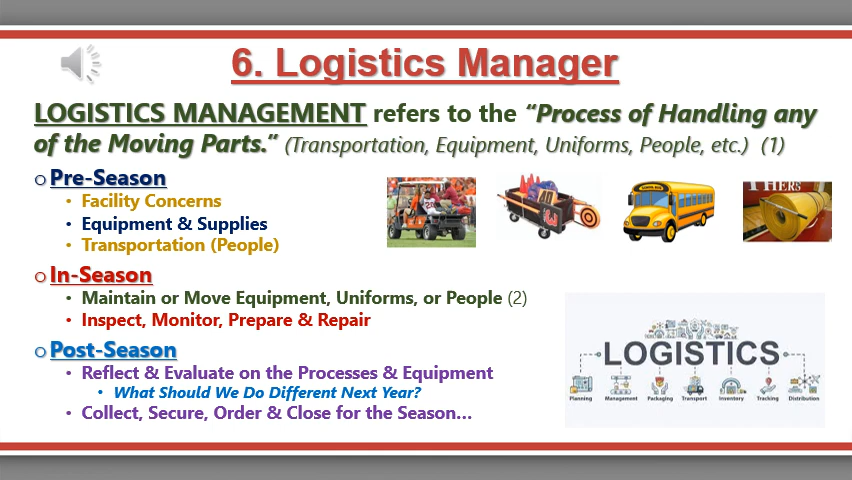 6. Logistics Manager
LOGISTICS MANAGEMENT refers to the “Process of Handling any
of the Moving Parts.” (Transportation, Equipment, Uniforms, People, etc.) (1)
o Pre-Season
• Facility Concerns
• Equipment & Supplies
• Transportation (People)
THERS
o In-Season
• Maintain or Move Equipment, Uniforms, or People (2)
• Inspect, Monitor, Prepare & Repair
o Post-Season
• Reflect & Evaluate on the Processes & Equipment
• What Should We Do Different Next Year?
• Collect, Secure, Order & Close for the Season…
LOGISTICS
Planning Management Packaging Transport Inventory Tracking Distribution